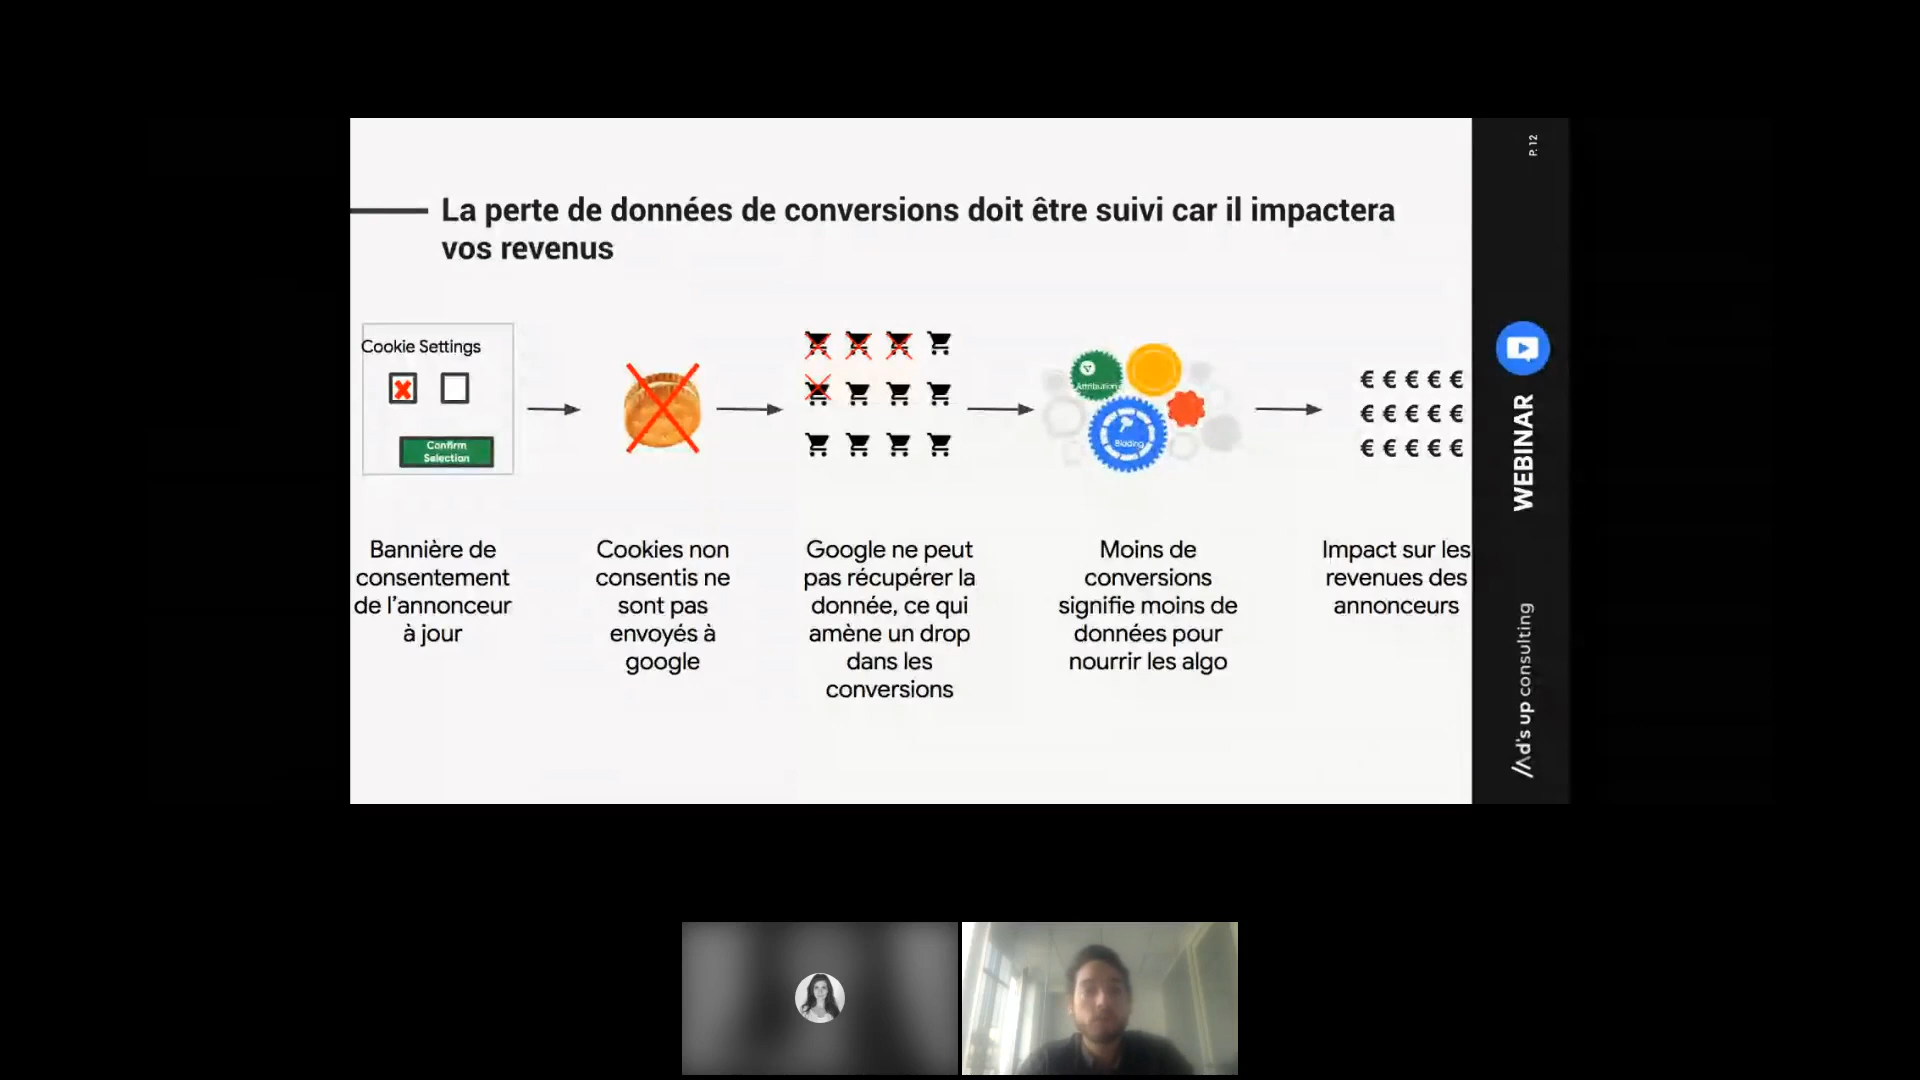 P. 12
La perte de données de conversions doit être suivi car il impactera
vos revenus
Cookie Settings
Confirm
Selection
Attribution
Bidding
€ € € € €
€ € € € €
€ € € € €
Bannière de
consentement
de l'annonceur
à jour
Cookies non
consentis ne
sont pas
envoyés à
google
Google ne peut
pas récupérer la
donnée, ce qui
amène un drop
dans les
conversions
Moins de
conversions
signifie moins de
données pour
nourrir les algo
Impact sur les
revenues des
annonceurs
WEBINAR
//\d's up consulting